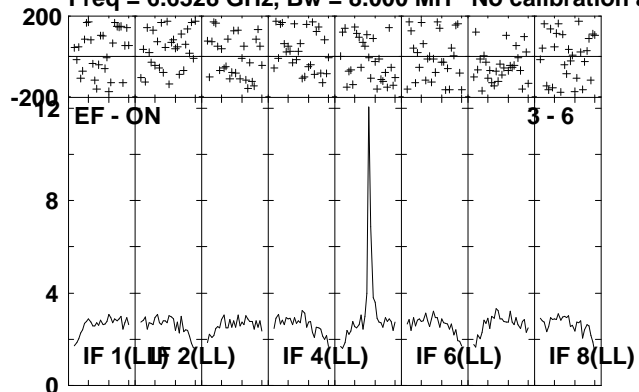 Freq = 6.6528 GHz, Bw = 8.000 MH No calibration a
200
-200
EF - ON 3 - 6
12
8
4
0
IF 1(LL) IF 2(LL) IF 4(LL) IF 6(LL) IF 8(LL)